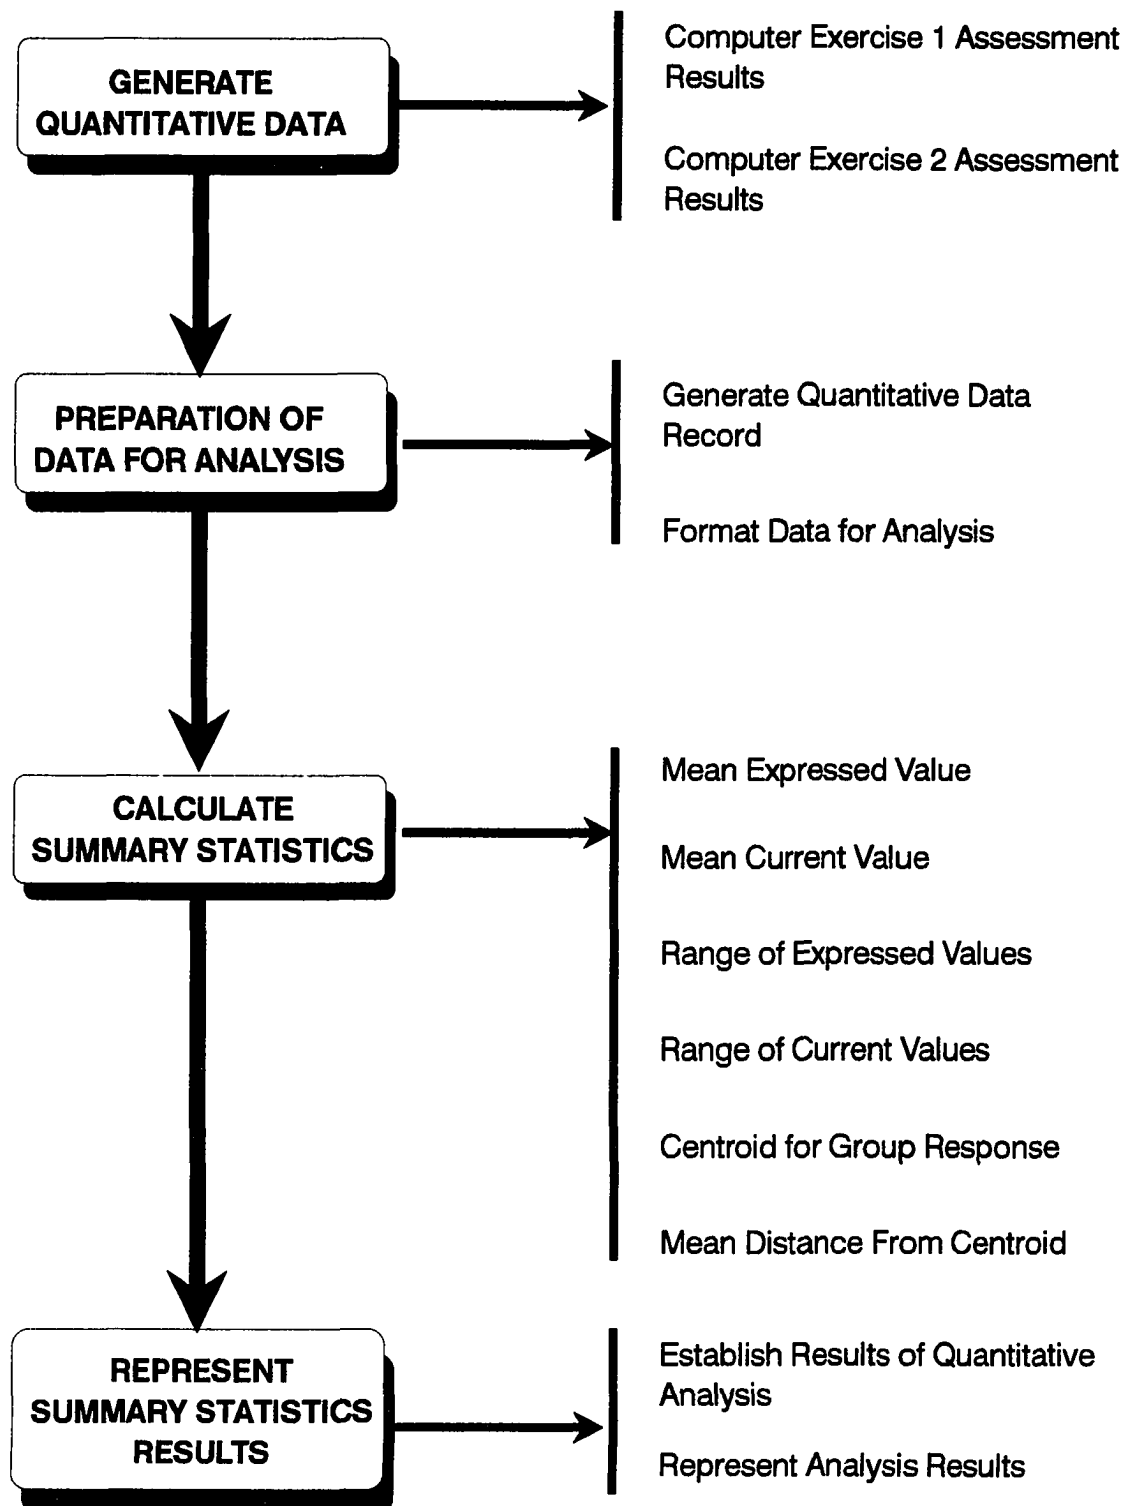 GENERATE
QUANTITATIVE DATA
Computer Exercise 1 Assessment
Results
Computer Exercise 2 Assessment
Results
PREPARATION OF
DATA FOR ANALYSIS
Generate Quantitative Data
Record
Format Data for Analysis
CALCULATE
SUMMARY STATISTICS
Mean Expressed Value
Mean Current Value
Range of Expressed Values
Range of Current Values
Centroid for Group Response
Mean Distance From Centroid
REPRESENT
SUMMARY STATISTICS
RESULTS
Establish Results of Quantitative
Analysis
Represent Analysis Results